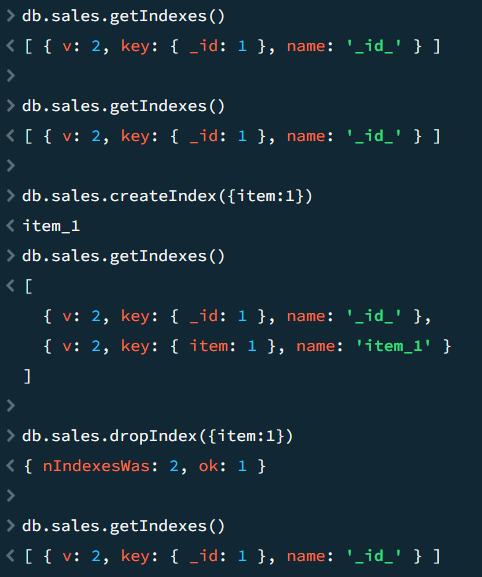 > db.sales.getIndexes()
< [ { v: 2, key: { _id: 1 }, name: '_id_' } ]
>
> db.sales.getIndexes()
< [ { v: 2, key: { _id: 1 }, name: '_id_' } ]
>
> db.sales.createIndex({item:1})
< item_1
> db.sales.getIndexes()
< [
    { v: 2, key: { _id: 1 }, name: '_id_' },
    { v: 2, key: { item: 1 }, name: 'item_1' }
  ]
>
> db.sales.dropIndex({item:1})
< { nIndexesWas: 2, ok: 1 }
>
> db.sales.getIndexes()
< [ { v: 2, key: { _id: 1 }, name: '_id_' } ]